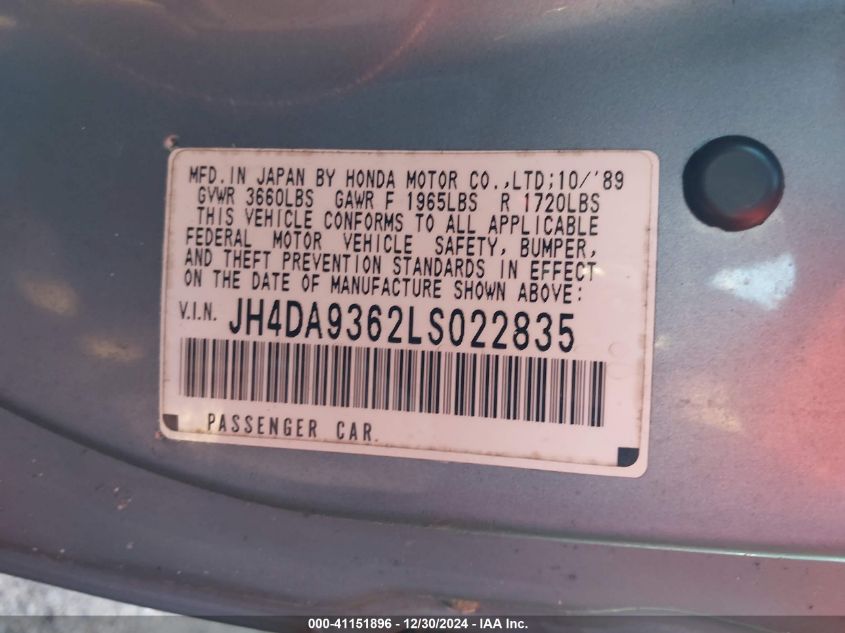 MFD. IN JAPAN BY HONDA MOTOR CO.,LTD;10/'89
GVWR 3660LBS GAWR F 1965LBS R 1720LBS
THIS VEHICLE CONFORMS TO ALL APPLICABLE
FEDERAL MOTOR VEHICLE SAFETY, BUMPER,
AND THEFT PREVENTION STANDARDS IN EFFECT
ON THE DATE OF MANUFACTURE SHOWN ABOVE:
V.I.N. JH4DA9362LS022835
PASSENGER CAR
000-41151896 - 12/30/2024 - IAA Inc.